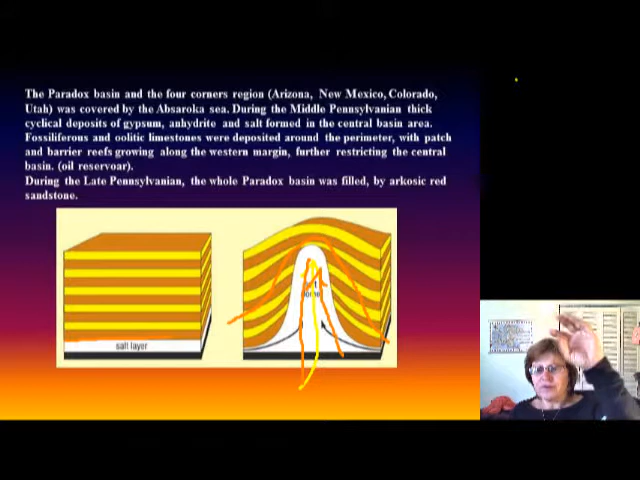 The Paradox basin and the four corners region (Arizona, New Mexico, Colorado,
Utah) was covered by the Absaroka sea. During the Middle Pennsylvanian thick
cyclical deposits of gypsum, anhydrite and salt formed in the central basin area.
Fossiliferous and oolitic limestones were deposited around the perimeter, with patch
and barrier reefs growing along the western margin, further restricting the central
basin. (oil reservoar).
During the Late Pennsylvanian, the whole Paradox basin was filled, by arkosic red
sandstone.
salt layer